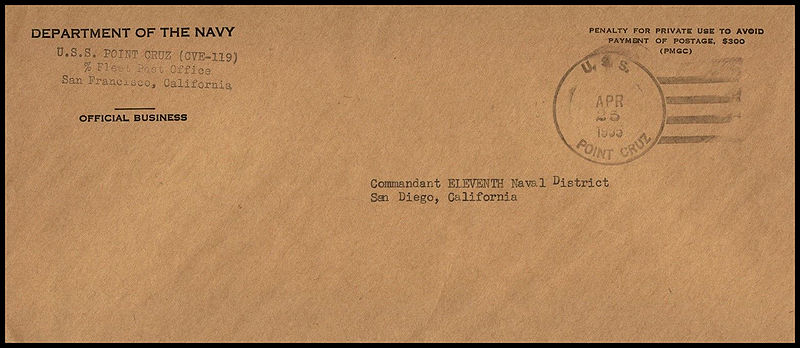 DEPARTMENT OF THE NAVY
U.S.S. POINT CRUZ (CVE-119)
% Fleet Post Office
San Francisco, California
OFFICIAL BUSINESS
PENALTY FOR PRIVATE USE TO AVOID
PAYMENT OF POSTAGE, $300
(PMGC)
U. S. S.
APR
25
POINT CRUZ
Commandant ELEVENTH Naval District
San Diego, California